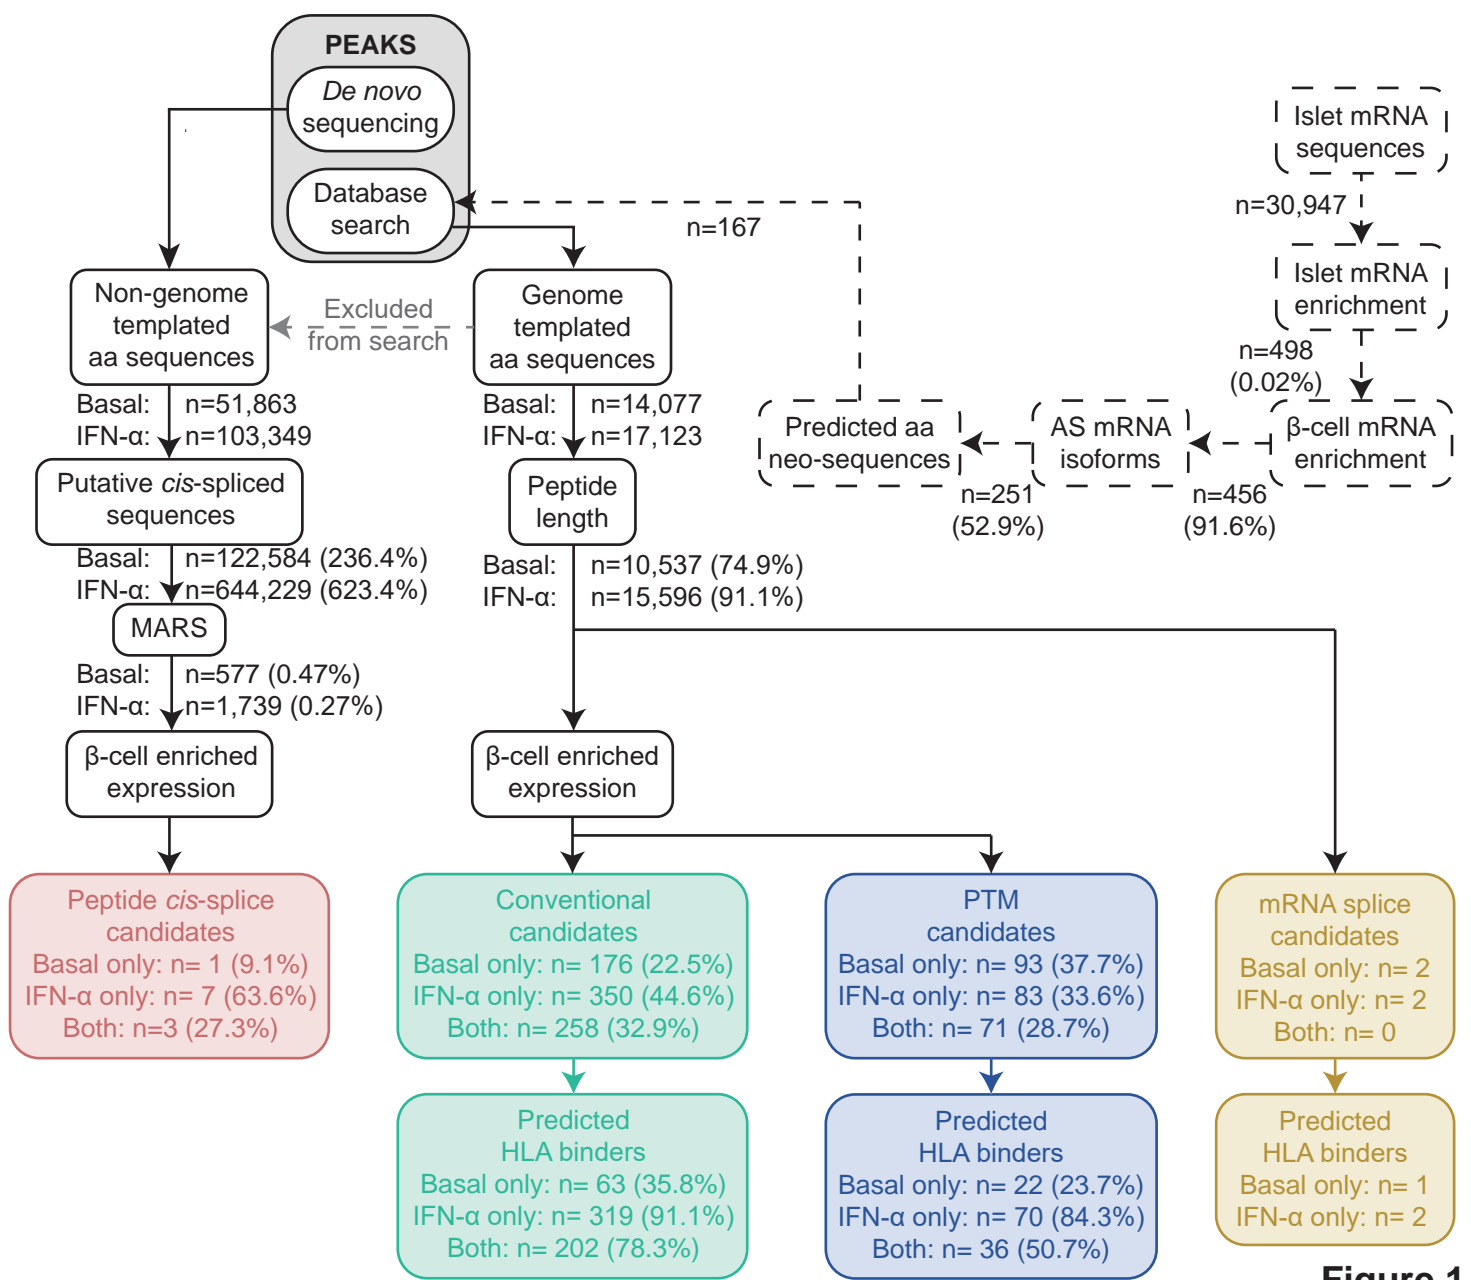 PEAKS
De novo
sequencing
Database
search
Islet mRNA
sequences
n=30,947
Islet mRNA
enrichment
n=498
(0.02%)
β-cell mRNA
enrichment
n=456
(91.6%)
AS mRNA
isoforms
n=251
(52.9%)
Predicted aa
neo-sequences
n=167
Non-genome
templated
aa sequences
Excluded
from search
Genome
templated
aa sequences
Basal: n=51,863
IFN-α: n=103,349
Putative cis-spliced
sequences
Basal: n=122,584 (236.4%)
IFN-α: n=644,229 (623.4%)
MARS
Basal: n=577 (0.47%)
IFN-α: n=1,739 (0.27%)
β-cell enriched
expression
Basal: n=14,077
IFN-α: n=17,123
Peptide
length
Basal: n=10,537 (74.9%)
IFN-α: n=15,596 (91.1%)
β-cell enriched
expression
Peptide cis-splice
candidates
Basal only: n= 1 (9.1%)
IFN-α only: n= 7 (63.6%)
Both: n=3 (27.3%)
Conventional
candidates
Basal only: n= 176 (22.5%)
IFN-α only: n= 350 (44.6%)
Both: n= 258 (32.9%)
PTM
candidates
Basal only: n= 93 (37.7%)
IFN-α only: n= 83 (33.6%)
Both: n= 71 (28.7%)
mRNA splice
candidates
Basal only: n= 2
IFN-α only: n= 2
Both: n= 0
Predicted
HLA binders
Basal only: n= 63 (35.8%)
IFN-α only: n= 319 (91.1%)
Both: n= 202 (78.3%)
Predicted
HLA binders
Basal only: n= 22 (23.7%)
IFN-α only: n= 70 (84.3%)
Both: n= 36 (50.7%)
Predicted
HLA binders
Basal only: n= 1
IFN-α only: n= 2
Figure 1